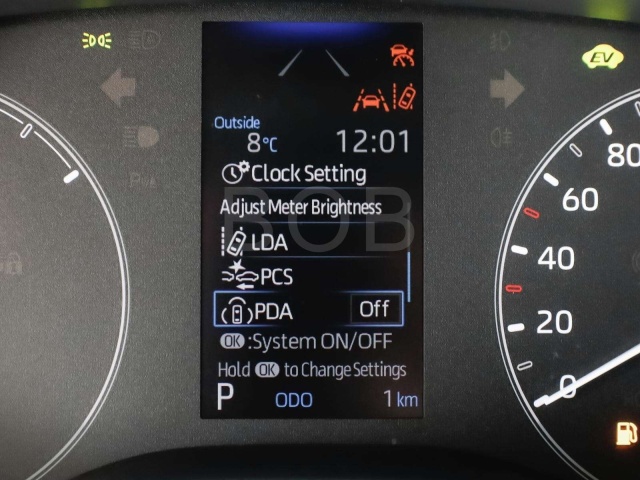 EV
Outside
8°C 12:01
Clock Setting
Adjust Meter Brightness
BOB
LDA
PCS
PDA Off
OK :System ON/OFF
Hold OK to Change Settings
P ODO 1 km
80
60
40
20
0